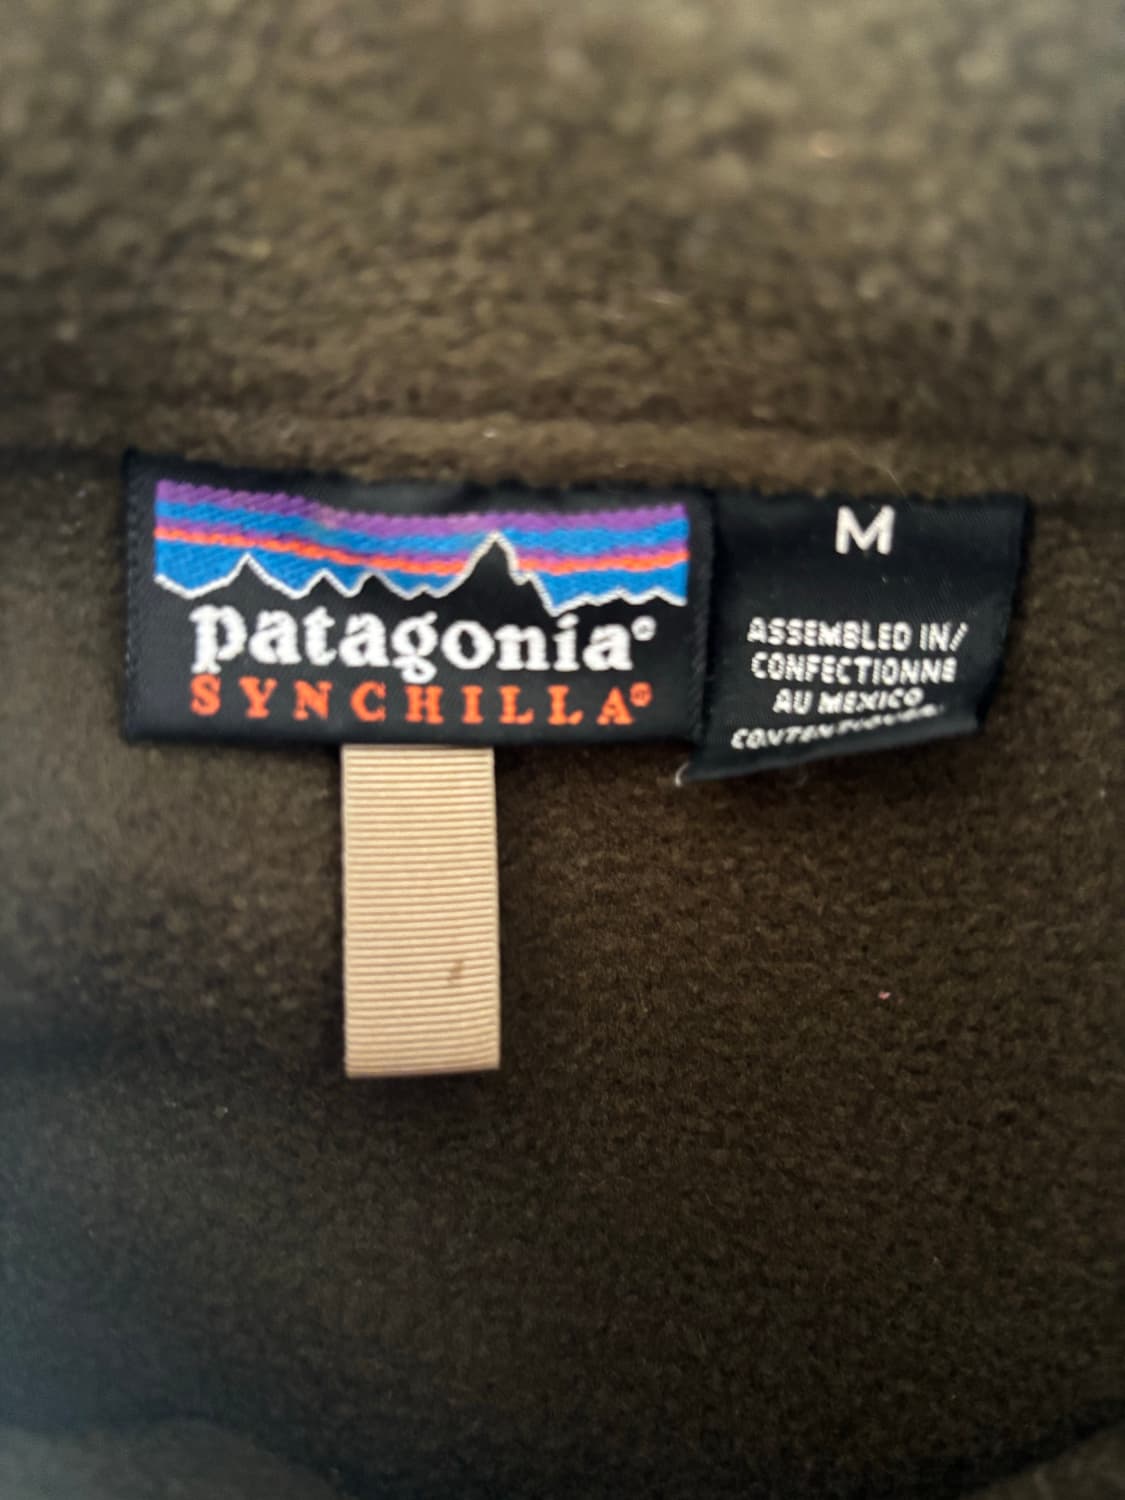 patagonia®
SYNCHILLA®
M
ASSEMBLED IN/
CONFECTIONNE
AU MEXICO